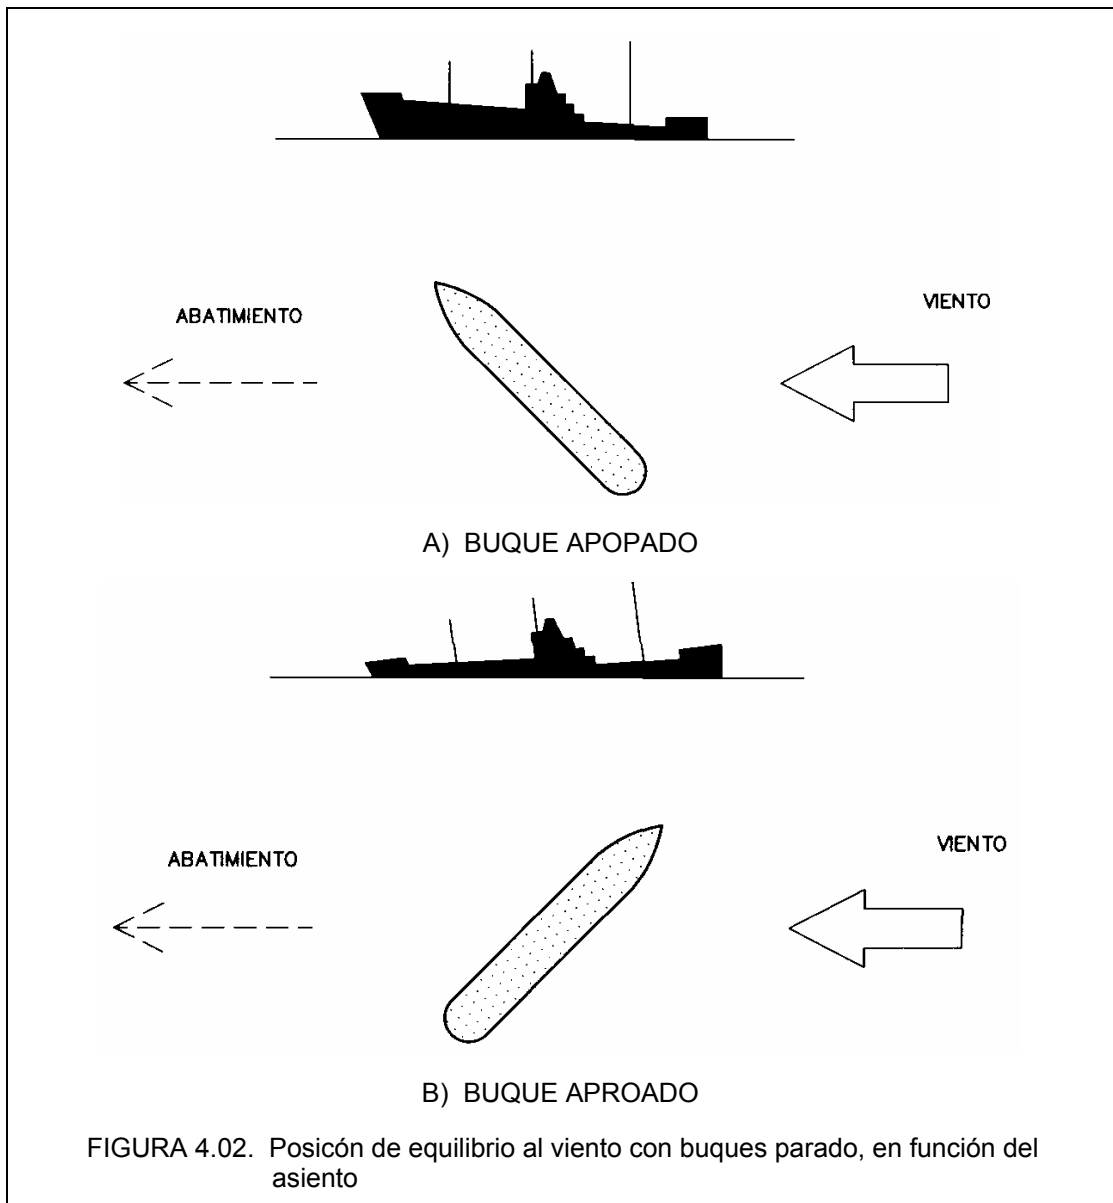 ABATIMIENTO
VIENTO
A) BUQUE APOPADO
ABATIMIENTO
VIENTO
B) BUQUE APROADO
FIGURA 4.02. Posicón de equilibrio al viento con buques parado, en función del
asiento